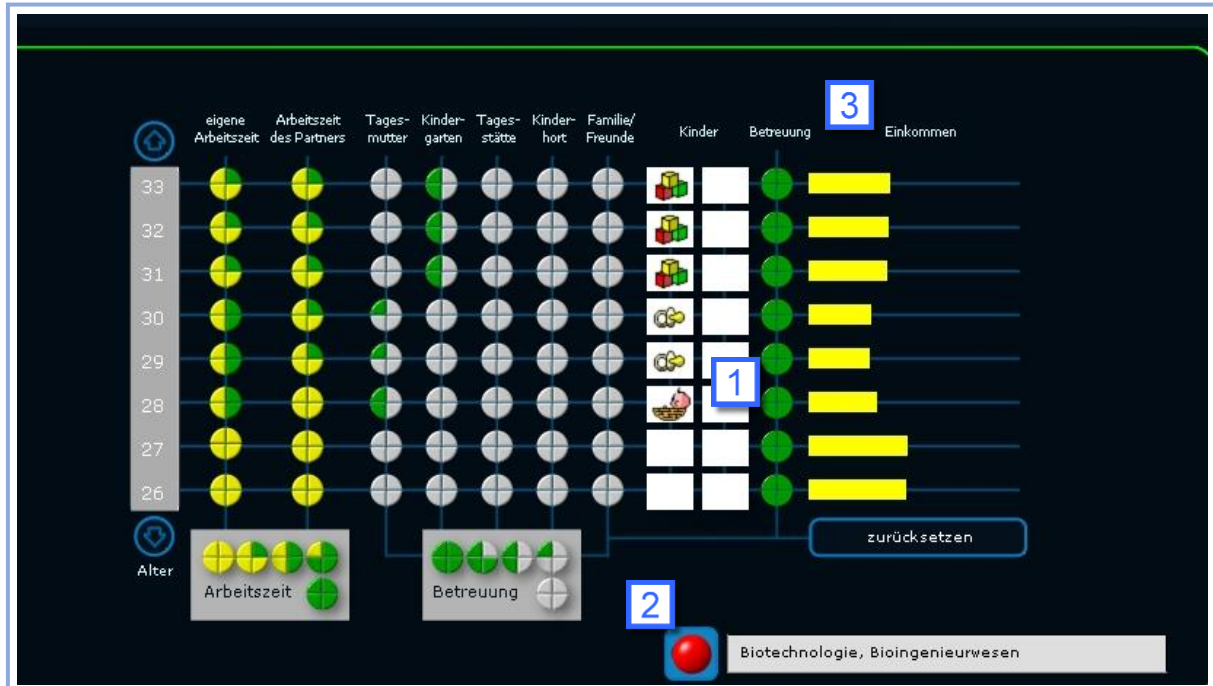 3
eigene Arbeitszeit Tages- Kinder- Tages- Kinder- Familie/
Arbeitszeit des Partners mutter garten stätte hort Freunde Kinder Betreuung Einkommen
33
32
31
30
29
1
28
27
26
zurücksetzen
Alter
Arbeitszeit Betreuung
2
Biotechnologie, Bioingenieurwesen